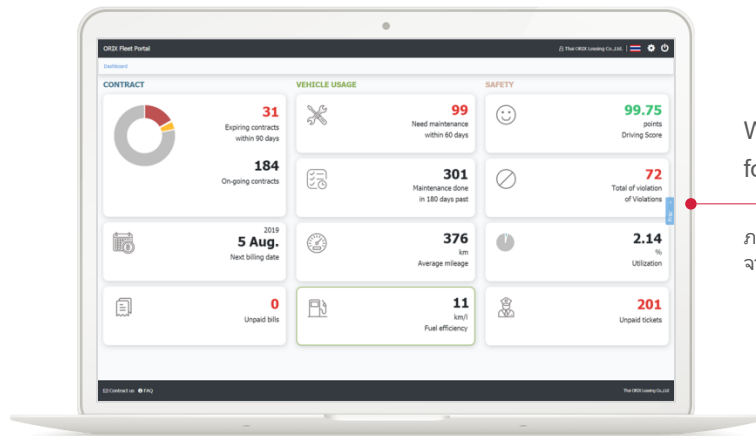 ORIX Fleet Portal
Thai ORIX Leasing Co.,Ltd.
Dashboard
CONTRACT
31
Expiring contracts
within 90 days
184
On-going contracts
2019
5 Aug.
Next billing date
0
Unpaid bills
VEHICLE USAGE
99
Need maintenance
within 60 days
301
Maintenance done
in 180 days past
376
km
Average mileage
11
km/l
Fuel efficiency
SAFETY
99.75
points
Driving Score
72
Total of violation
of Violations
2.14
%
Utilization
201
Unpaid tickets
Contract us FAQ
Thai ORIX Leasing Co.,Ltd
W
fo
ภ
จ